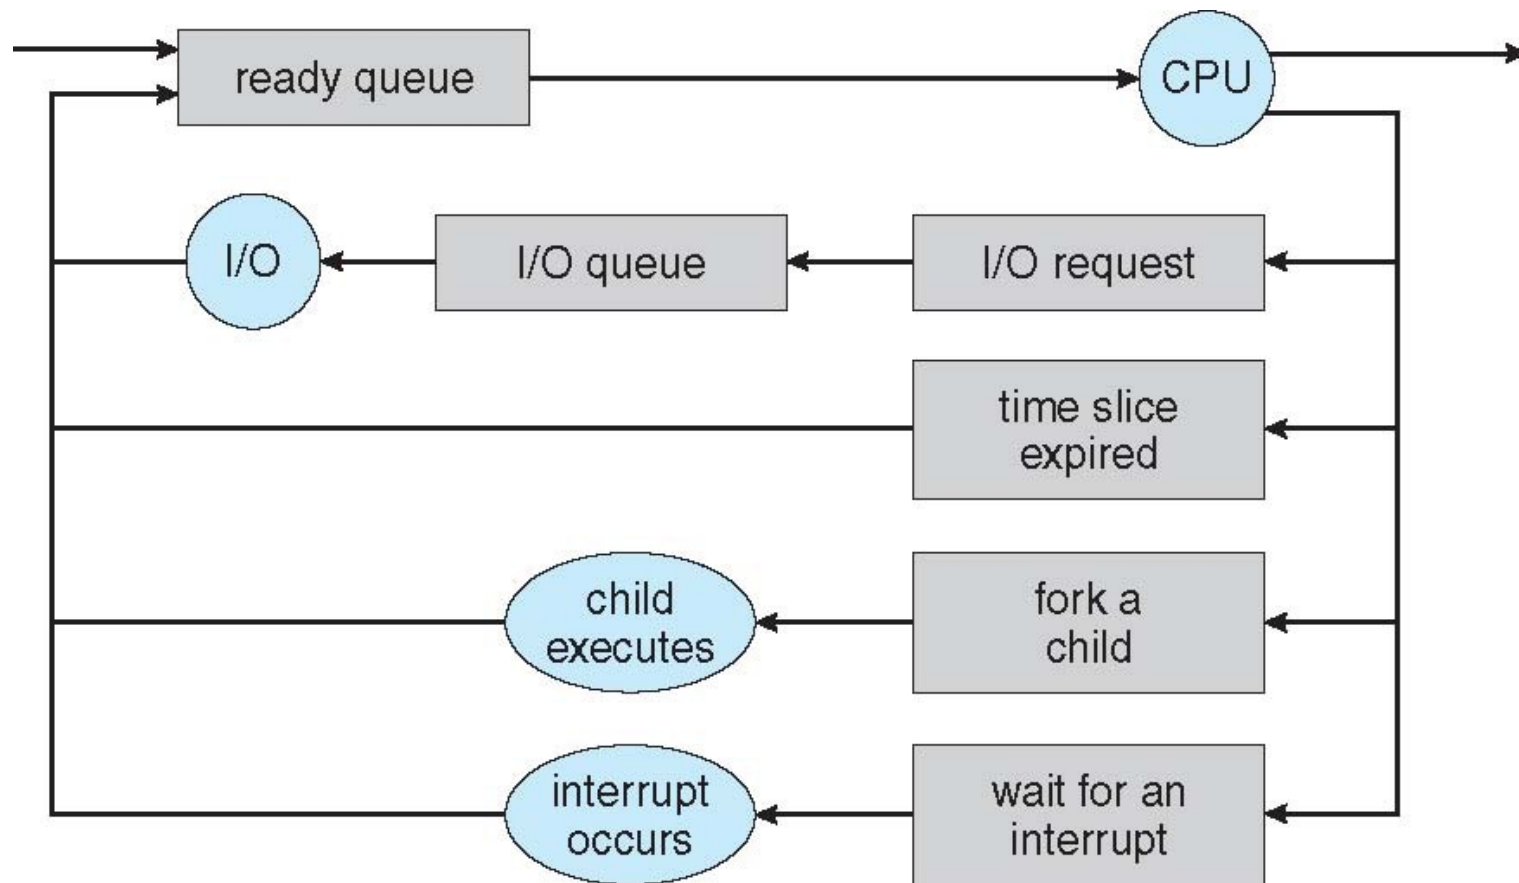 ready queue
CPU
I/O
I/O queue
I/O request
time slice
expired
child
executes
fork a
child
interrupt
occurs
wait for an
interrupt